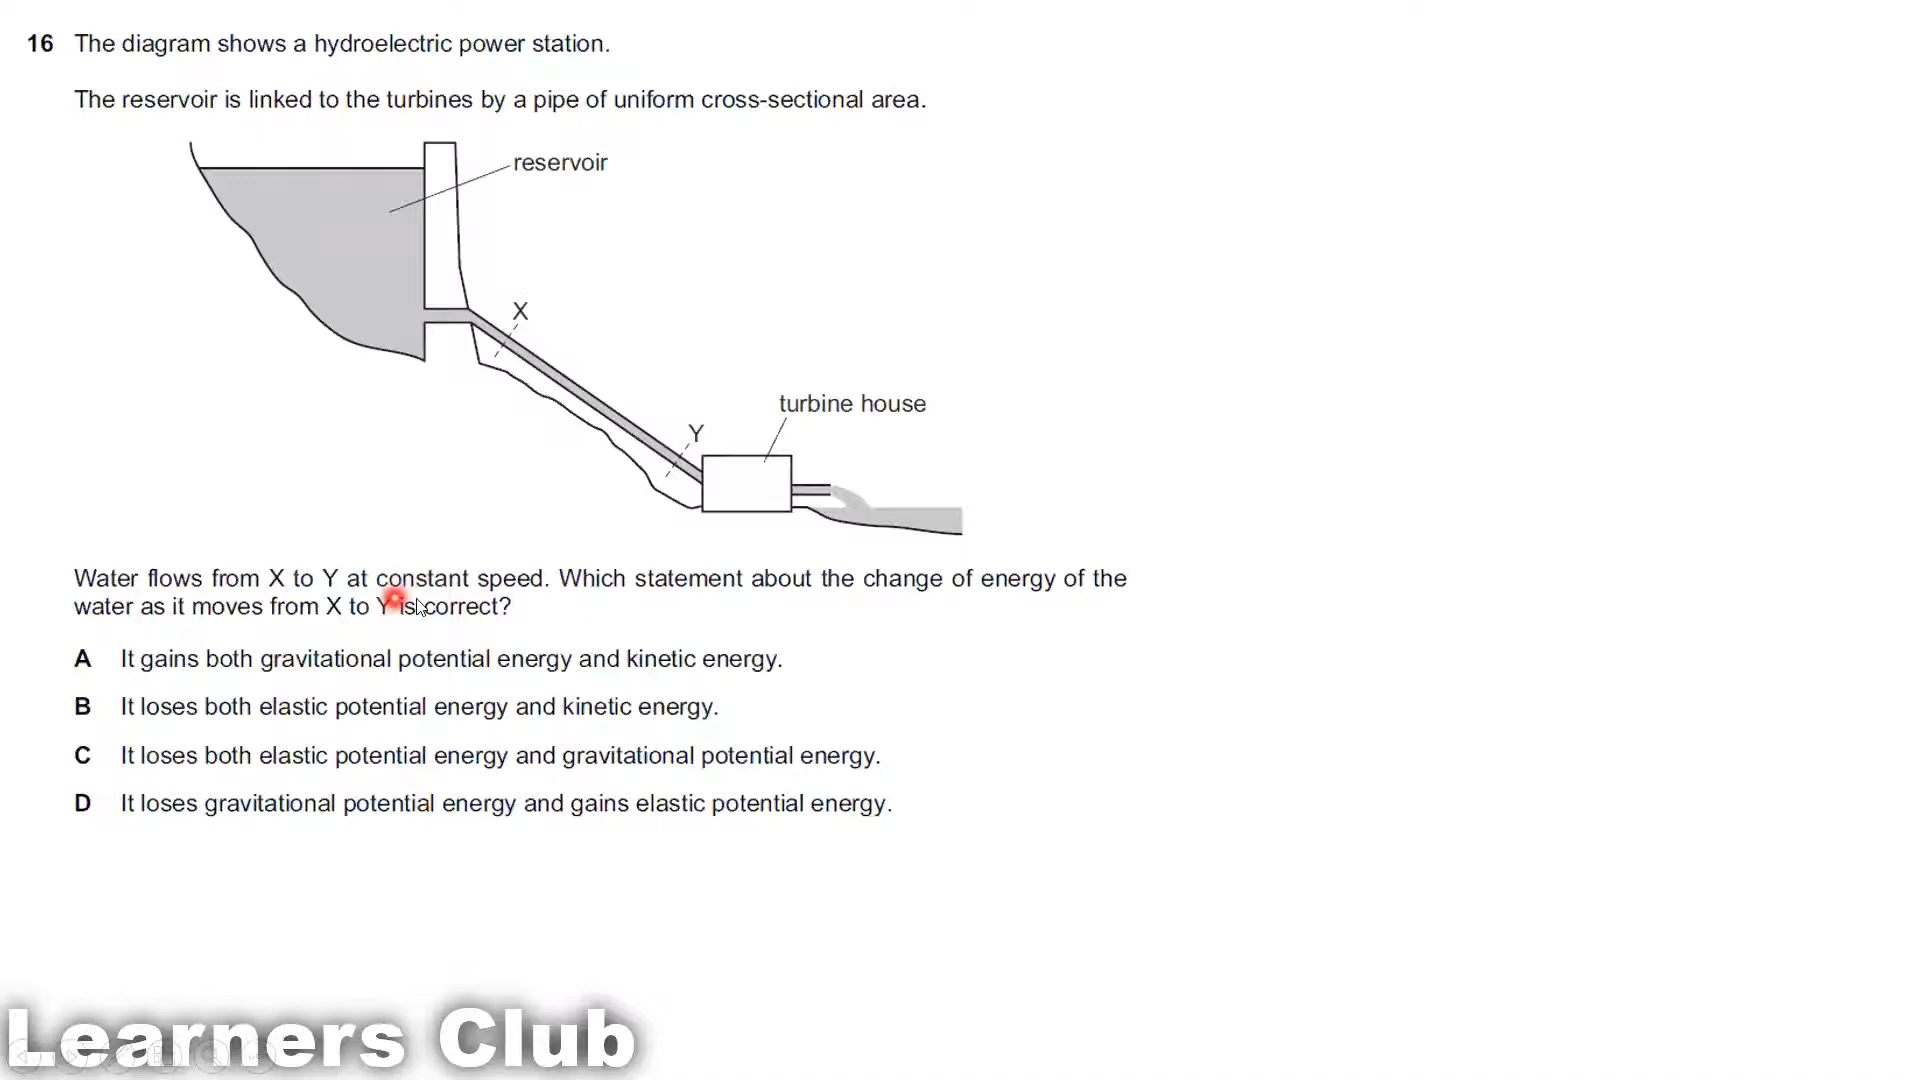 16 The diagram shows a hydroelectric power station.
The reservoir is linked to the turbines by a pipe of uniform cross-sectional area.
reservoir
X
turbine house
Y
Water flows from X to Y at constant speed. Which statement about the change of energy of the
water as it moves from X to Y is correct?
A It gains both gravitational potential energy and kinetic energy.
B It loses both elastic potential energy and kinetic energy.
C It loses both elastic potential energy and gravitational potential energy.
D It loses gravitational potential energy and gains elastic potential energy.
Learners Club